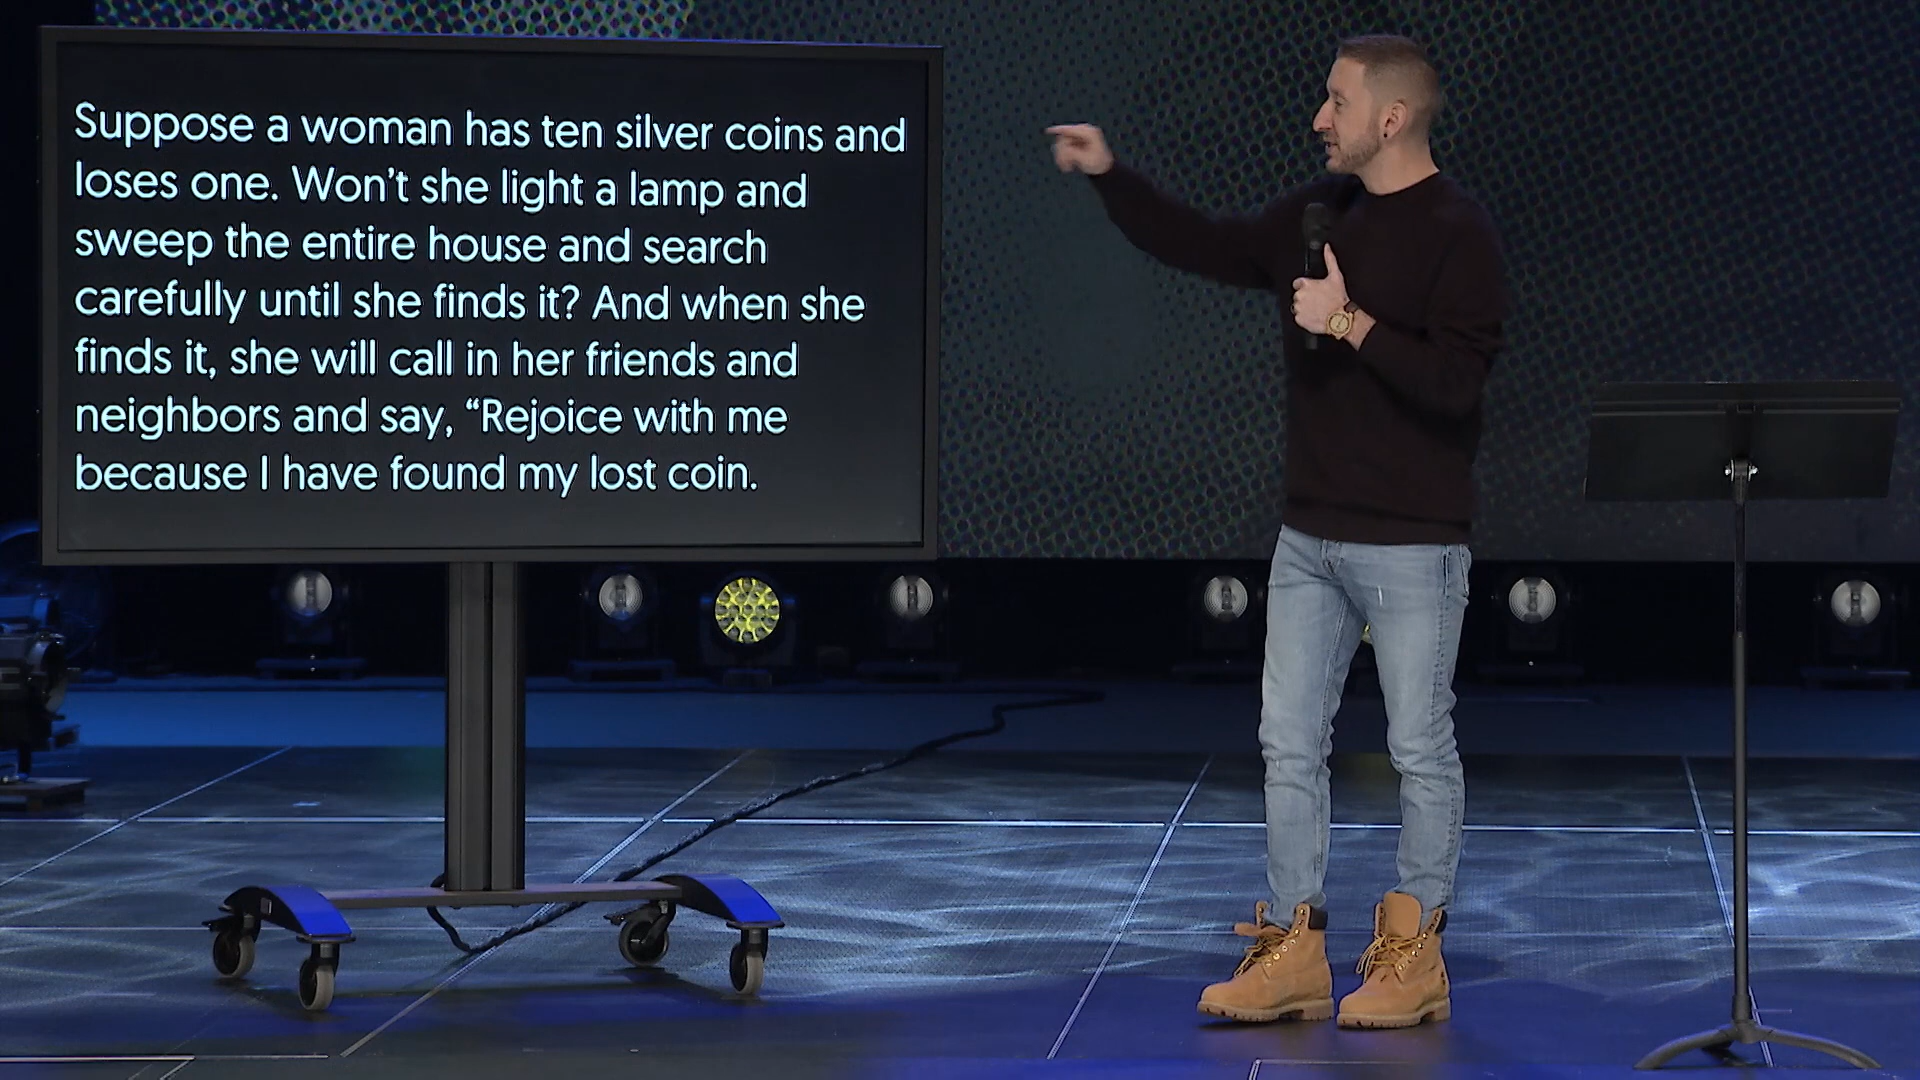 Suppose a woman has ten silver coins and
loses one. Won’t she light a lamp and
sweep the entire house and search
carefully until she finds it? And when she
finds it, she will call in her friends and
neighbors and say, “Rejoice with me
because I have found my lost coin.